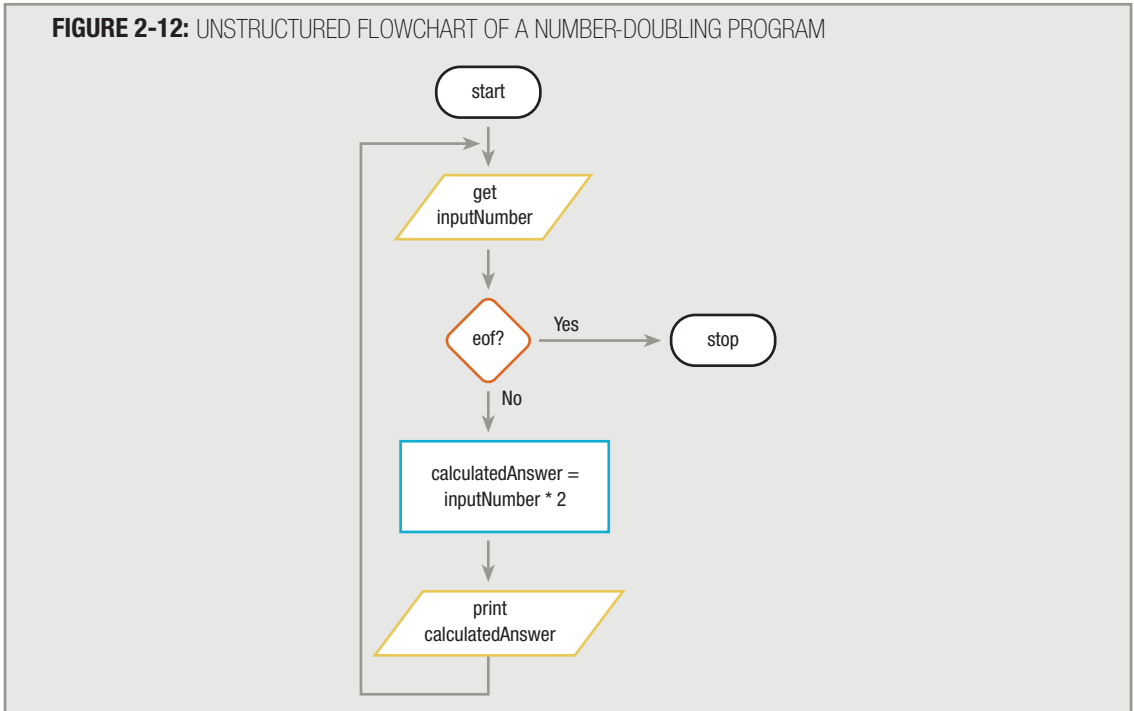 FIGURE 2-12: UNSTRUCTURED FLOWCHART OF A NUMBER-DOUBLING PROGRAM
start
get
inputNumber
eof?
Yes
stop
No
calculatedAnswer =
inputNumber * 2
print
calculatedAnswer